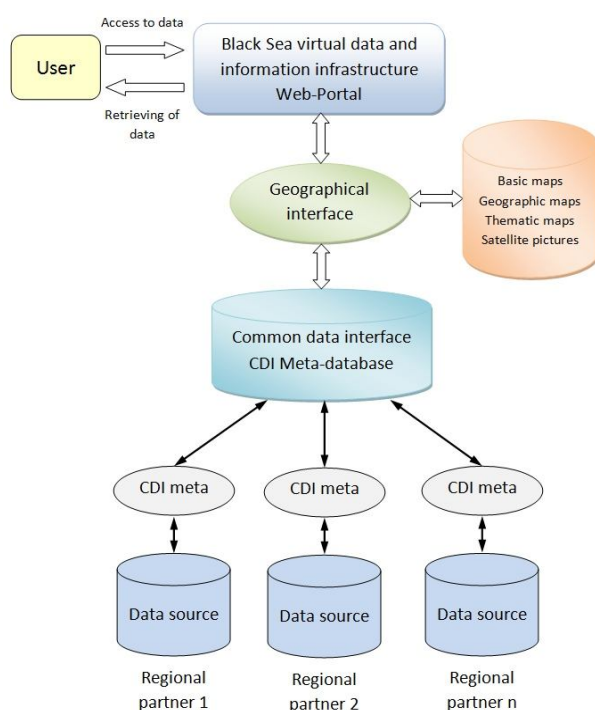 Access to data
User
Retrieving of
data
Black Sea virtual data and
information infrastructure
Web-Portal
Geographical
interface
Basic maps
Geographic maps
Thematic maps
Satellite pictures
Common data interface
CDI Meta-database
CDI meta
CDI meta
CDI meta
Data source
Data source
Data source
Regional
partner 1
Regional
partner 2
Regional
partner n